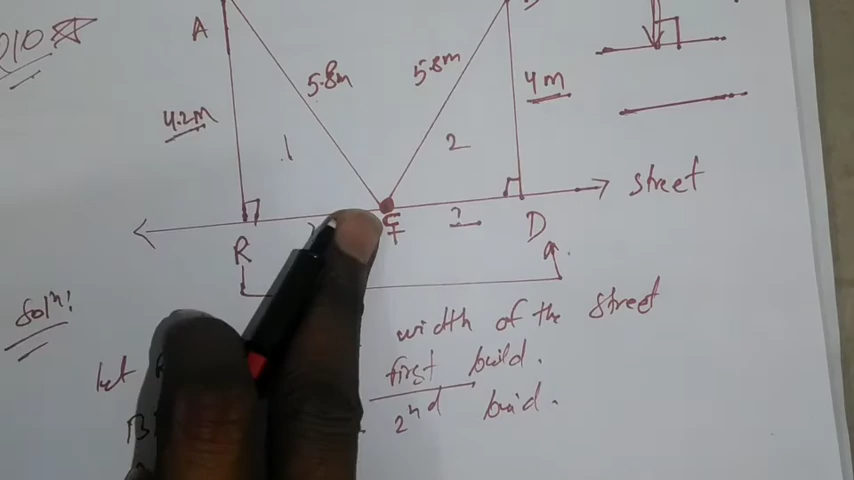 Q10
A
5.8m
5.8m
4.2M
4m
1
2
street
?
R
D
Solⁿ!
width of the street
let
first build.
2nd build.